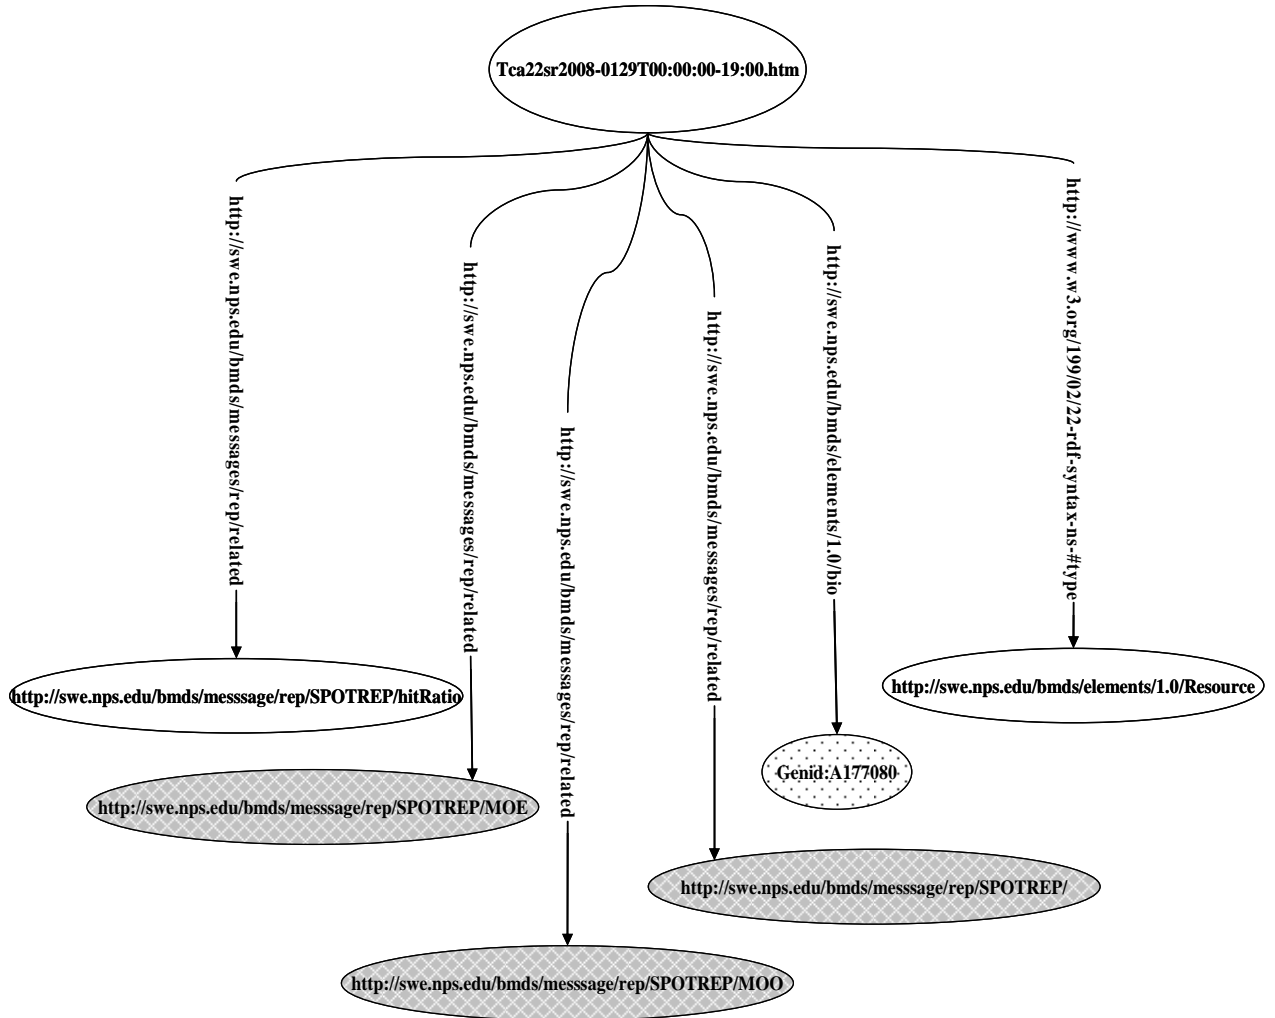 Tca22sr2008-0129T00:00:00-19:00.htm
http://swe.nps.edu/bmds/messages/rep/related
http://swe.nps.edu/bmds/messages/rep/related
http://swe.nps.edu/bmds/messages/rep/related
http://swe.nps.edu/bmds/messages/rep/related
http://swe.nps.edu/bmds/elements/1.0/bio
http://www.w3.org/199/02/22-rdf-syntax-ns-#type
http://swe.nps.edu/bmds/messsage/rep/SPOTREP/hitRatio
http://swe.nps.edu/bmds/elements/1.0/Resource
Genid:A177080
http://swe.nps.edu/bmds/messsage/rep/SPOTREP/MOE
http://swe.nps.edu/bmds/messsage/rep/SPOTREP/
http://swe.nps.edu/bmds/messsage/rep/SPOTREP/MOO